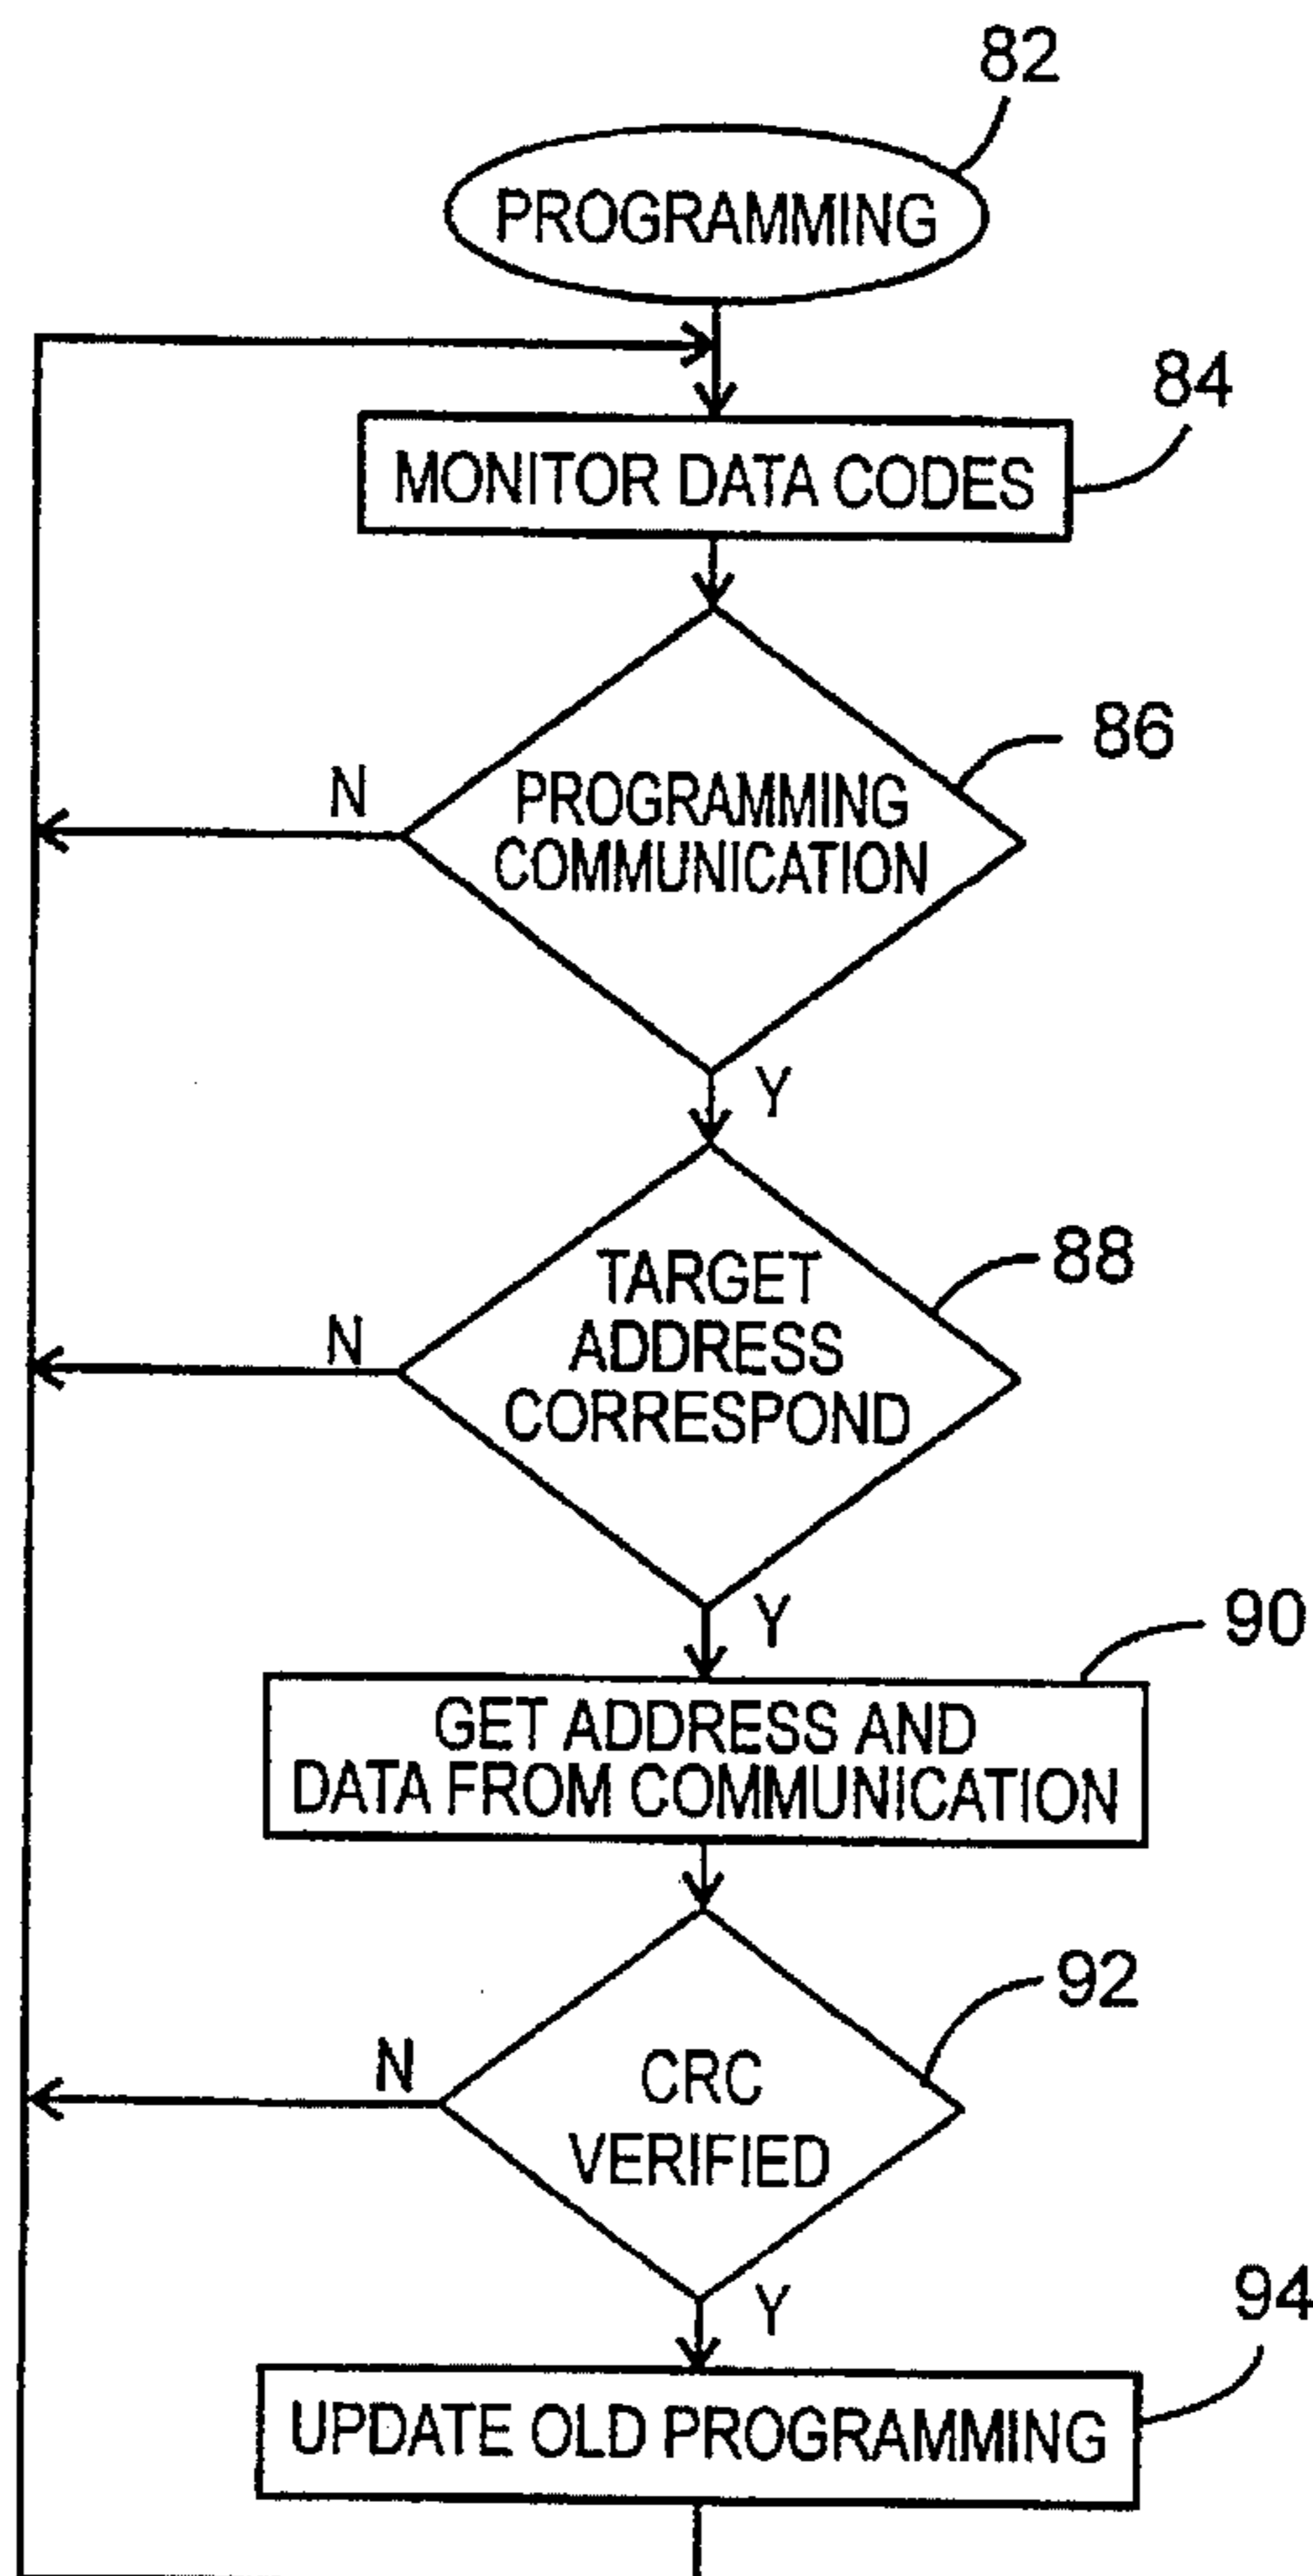 82
PROGRAMMING
84
MONITOR DATA CODES
86
N
PROGRAMMING
COMMUNICATION
Y
88
TARGET
N
ADDRESS
CORRESPOND
Y
90
GET ADDRESS AND
DATA FROM COMMUNICATION
92
N
CRC
VERIFIED
Y
94
UPDATE OLD PROGRAMMING